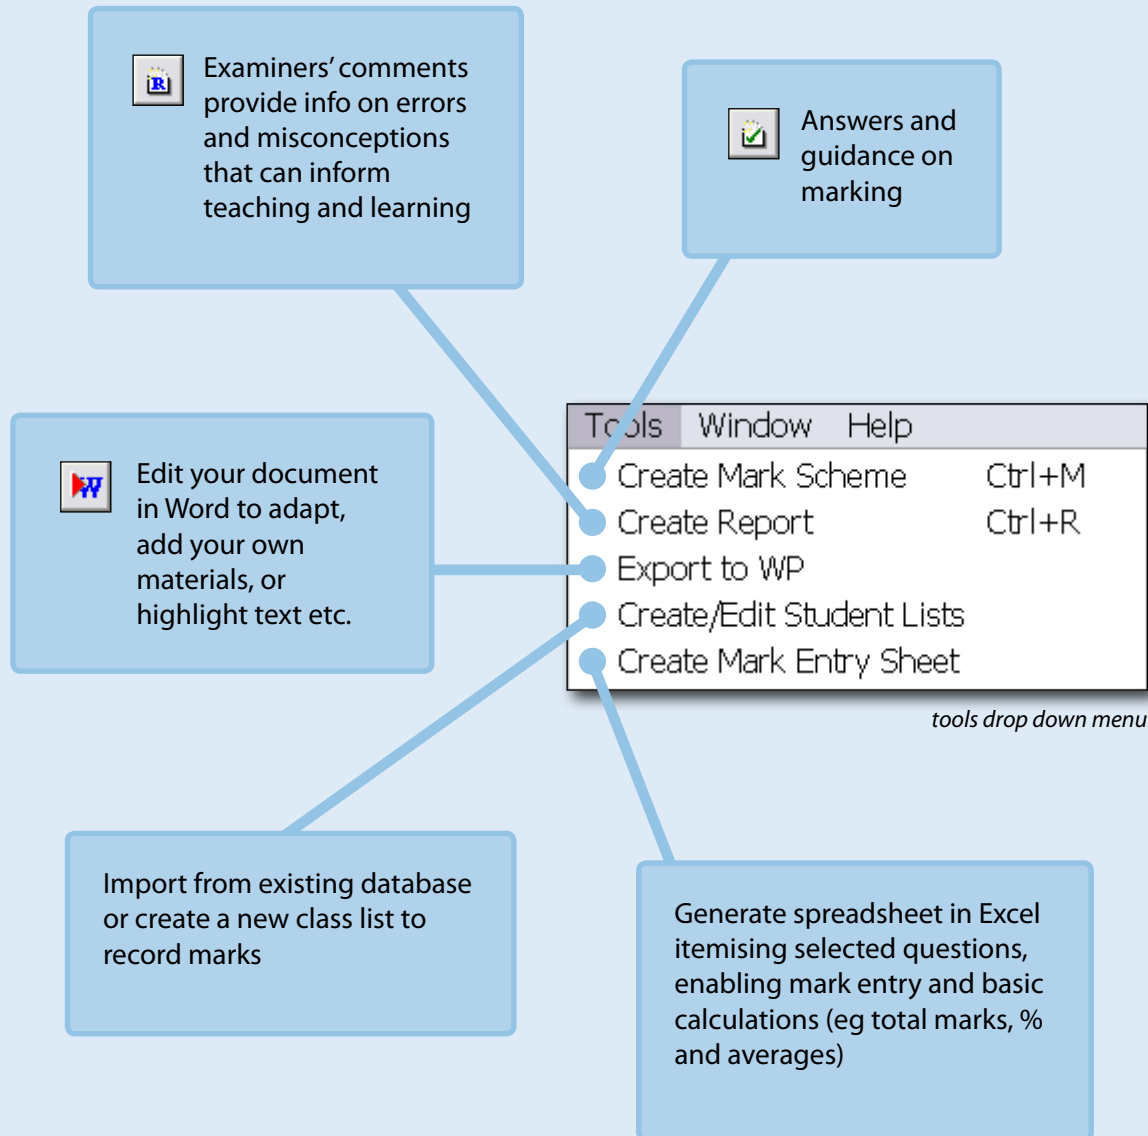 Examiners’ comments
provide info on errors
and misconceptions
that can inform
teaching and learning
Answers and
guidance on
marking
Edit your document
in Word to adapt,
add your own
materials, or
highlight text etc.
Tools Window Help
Create Mark Scheme Ctrl+M
Create Report Ctrl+R
Export to WP
Create/Edit Student Lists
Create Mark Entry Sheet
tools drop down menu
Import from existing database
or create a new class list to
record marks
Generate spreadsheet in Excel
itemising selected questions,
enabling mark entry and basic
calculations (eg total marks, %
and averages)